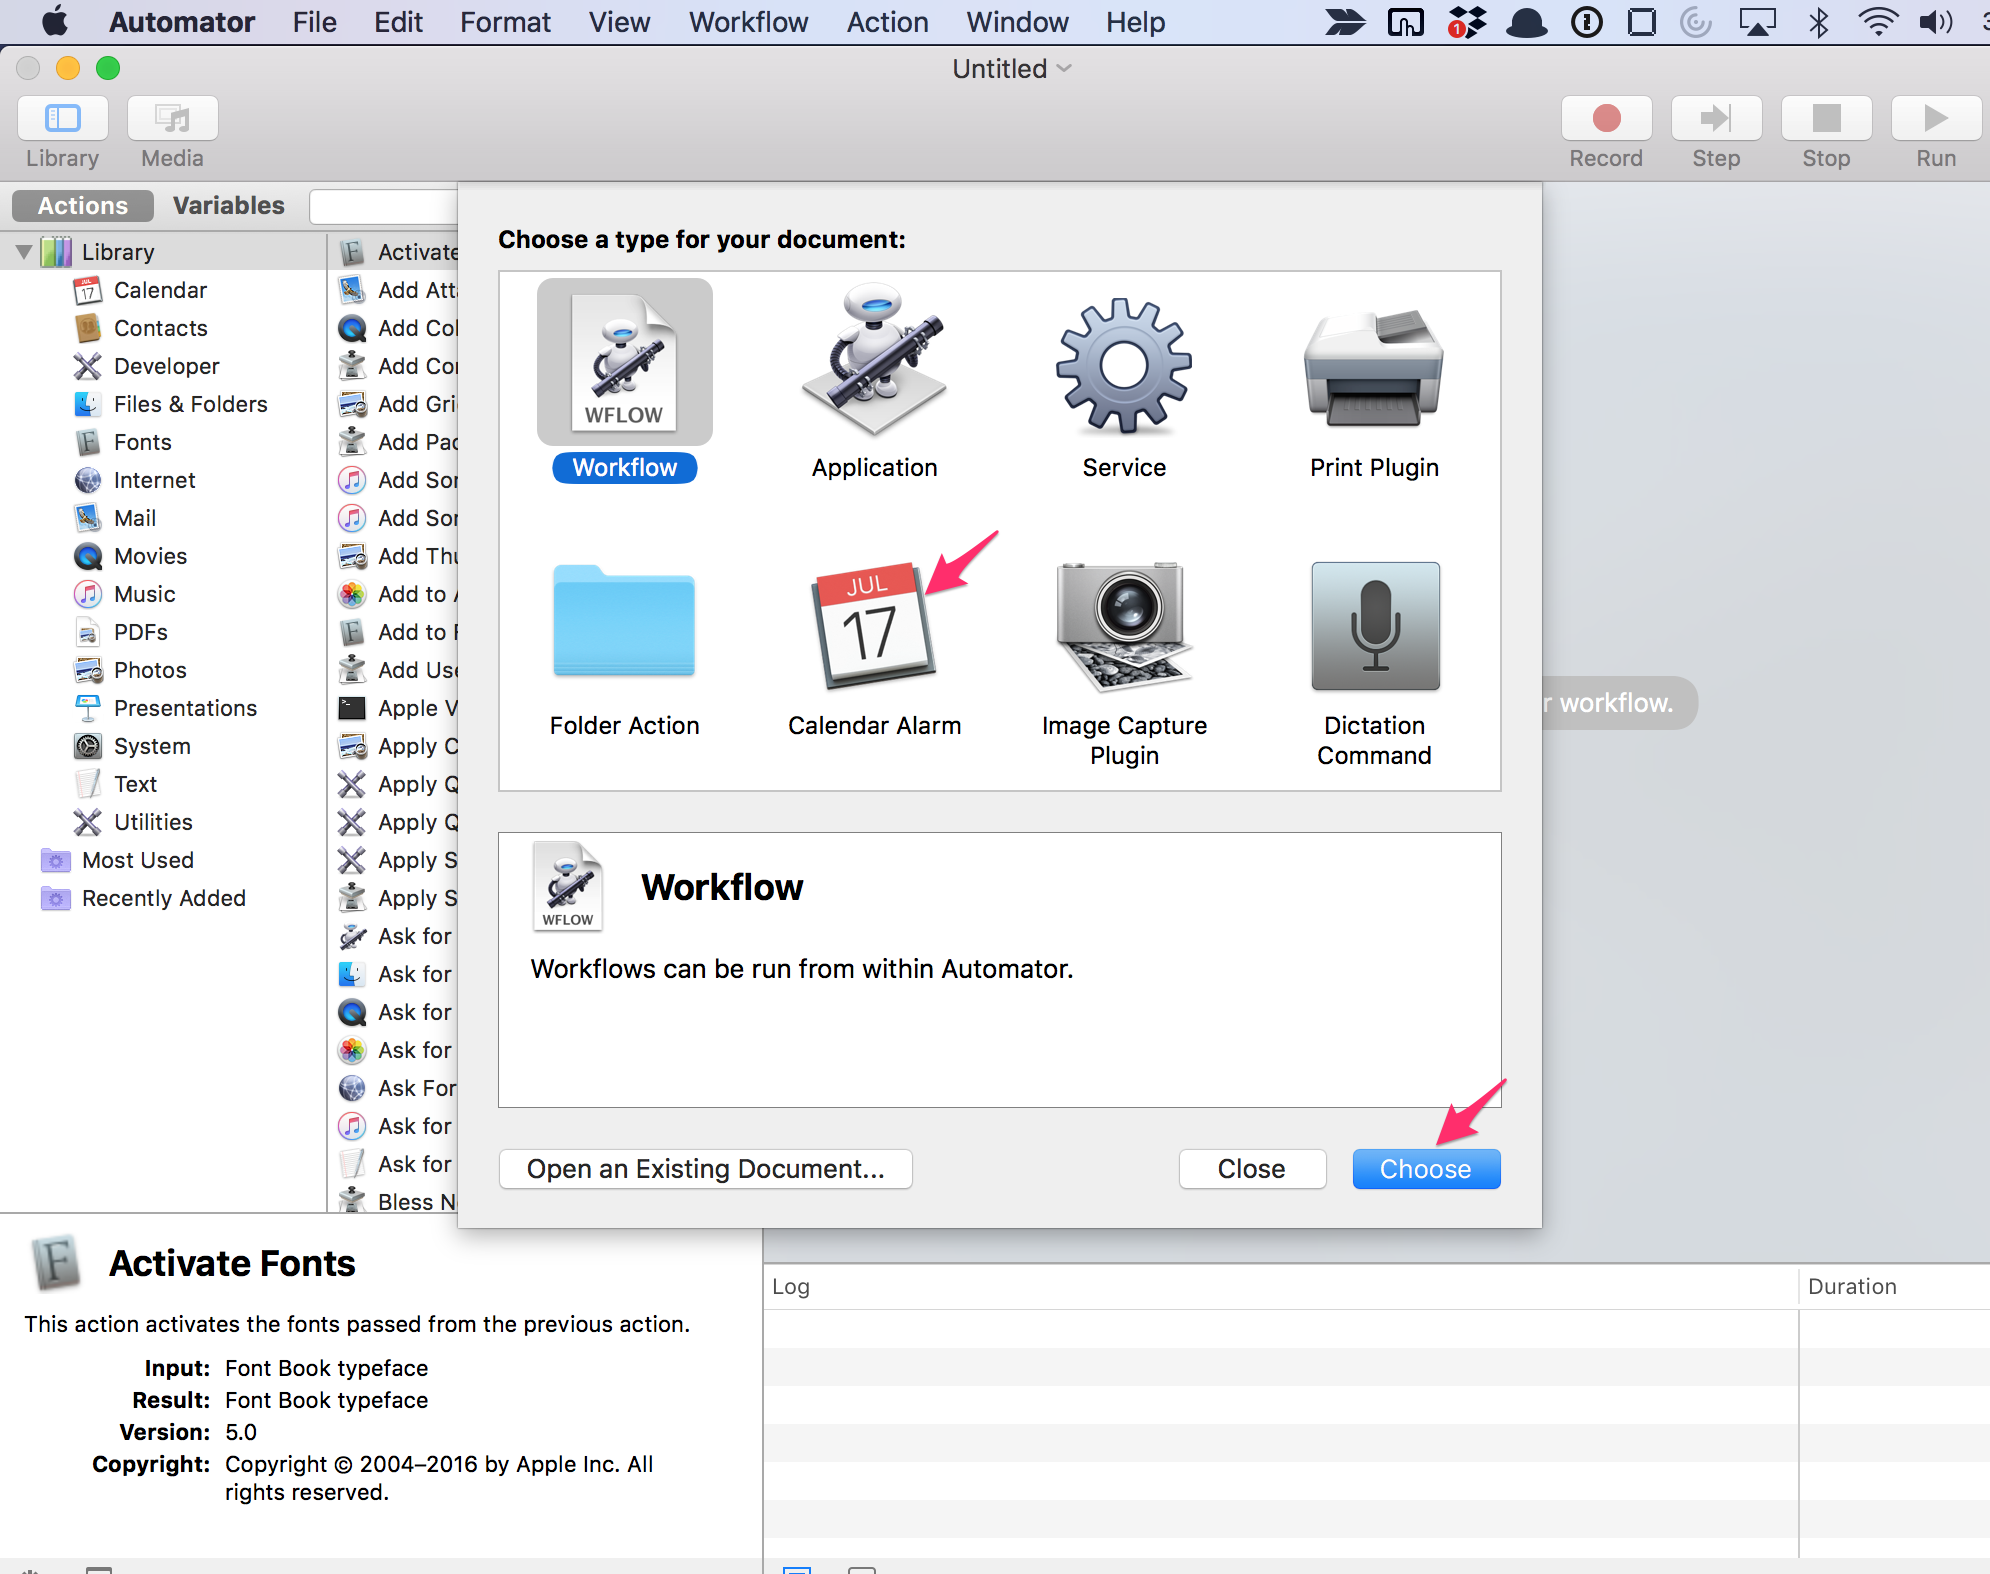 Automator File Edit Format View Workflow Action Window Help
1
Untitled
Library Media Record Step Stop Run
Actions Variables
Library
Calendar
Contacts
Developer
Files & Folders
Fonts
Internet
Mail
Movies
Music
PDFs
Photos
Presentations
System
Text
Utilities
Most Used
Recently Added
Activate
Add Att
Add Col
Add Cor
Add Gri
Add Pac
Add Sor
Add Sor
Add Thu
Add to
Add to
Add Use
Apply
Apply
Apply
Apply
Apply S
Apply S
Ask for
Ask for
Ask for
Ask for
Ask For
Ask for
Ask for
Bless N
Choose a type for your document:
WFLOW
Workflow Application Service Print Plugin
JUL
17
Folder Action Calendar Alarm Image Capture Plugin Dictation Command
r workflow.
WFLOW
Workflow
Workflows can be run from within Automator.
Open an Existing Document... Close Choose
Activate Fonts
This action activates the fonts passed from the previous action.
Input: Font Book typeface
Result: Font Book typeface
Version: 5.0
Copyright: Copyright © 2004–2016 by Apple Inc. All
rights reserved.
Log Duration